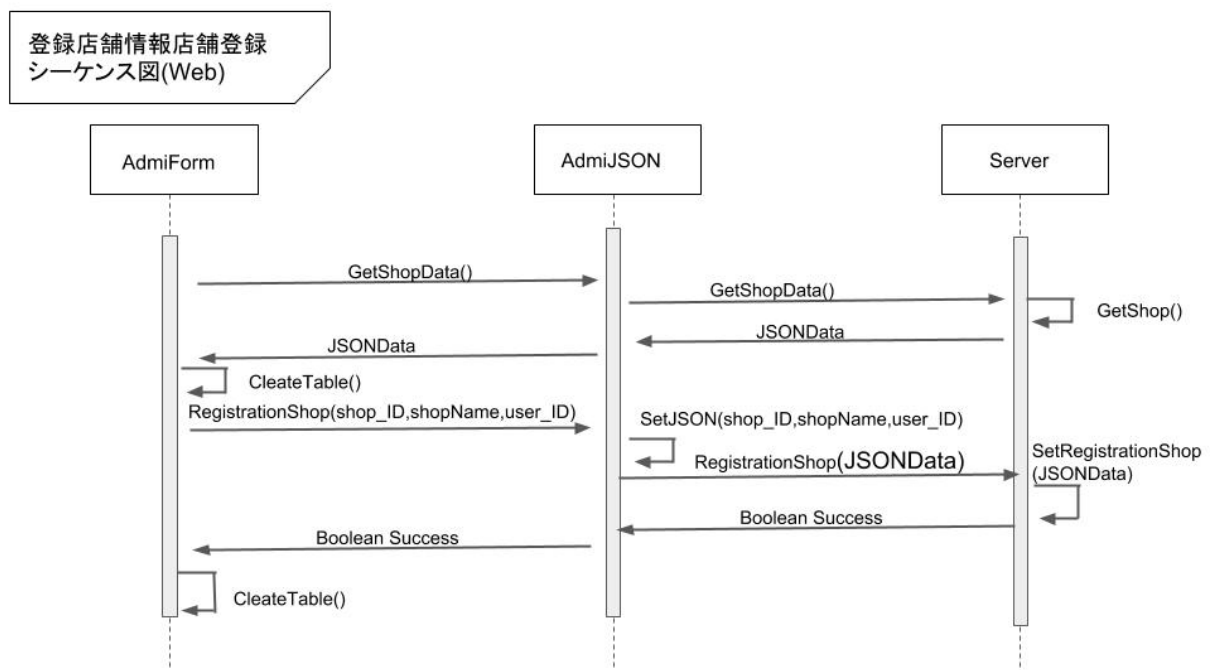 登録店舗情報店舗登録
シーケンス図(Web)
AdmiForm
AdmiJSON
Server
GetShopData()
GetShopData()
GetShop()
JSONData
JSONData
CleateTable()
RegistrationShop(shop_ID,shopName,user_ID)
SetJSON(shop_ID,shopName,user_ID)
RegistrationShop(JSONData)
SetRegistrationShop
(JSONData)
Boolean Success
Boolean Success
CleateTable()